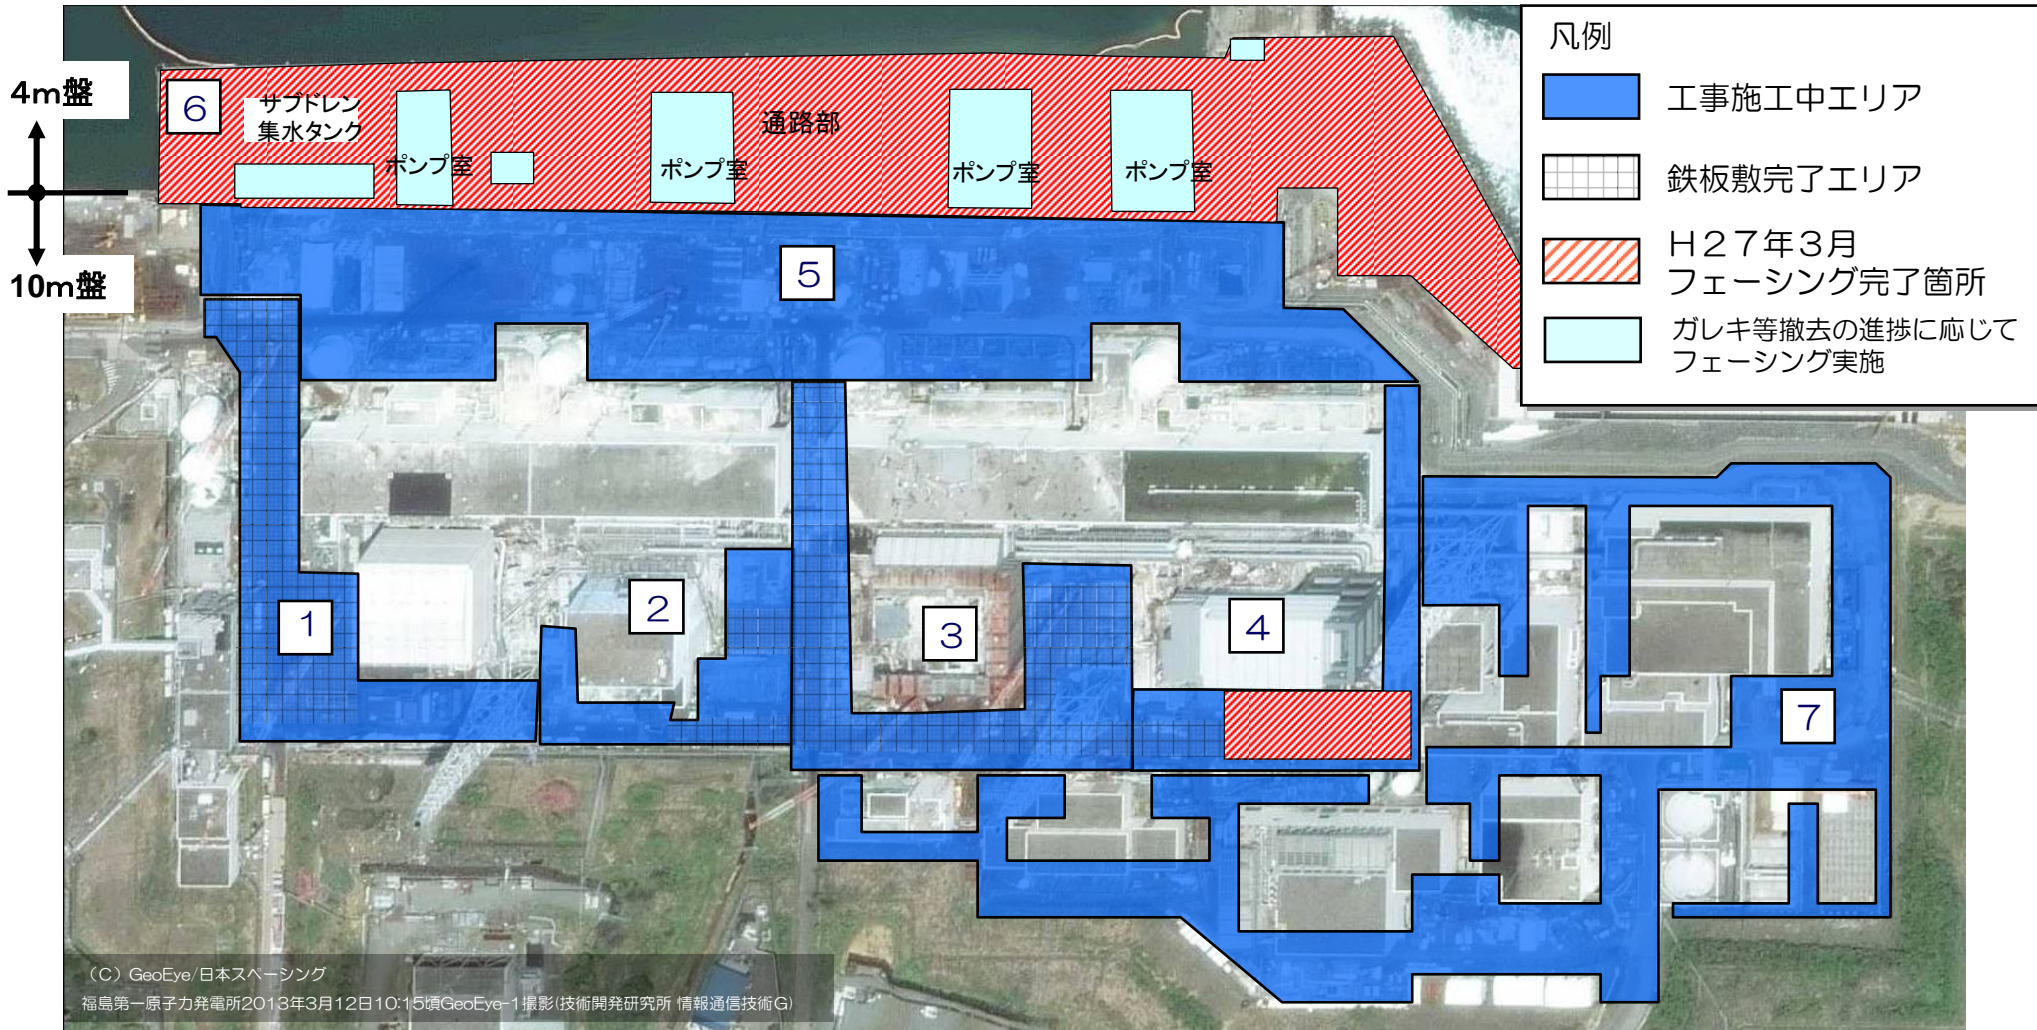 凡例
工事施工中エリア
鉄板敷完了エリア
H27年3月
フェーシング完了箇所
ガレキ等撤去の進捗に応じて
フェーシング実施
4m盤
10m盤
6
サブドレン
集水タンク
ポンプ室
ポンプ室
通路部
ポンプ室
ポンプ室
5
1
2
3
4
7
(C) GeoEye/日本スペーシング
福島第一原子力発電所2013年3月12日10:15頃GeoEye-1撮影(技術開発研究所 情報通信技術G)